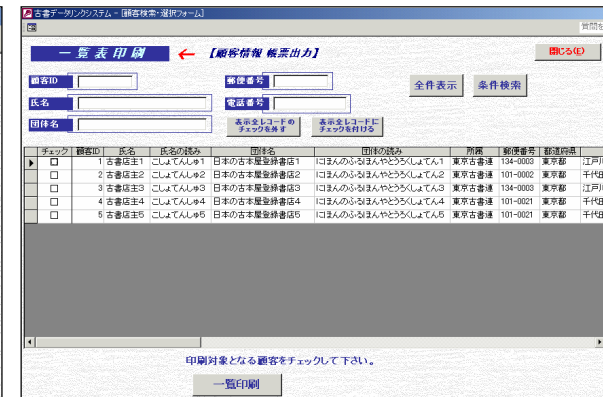 古書データリンクシステム - [顧客検索・選択フォーム]
質問を
一 覧 表 印 刷 ← 【顧客情報 帳票出力】 閉じる(C)
顧客ID 郵便番号 全件表示 条件検索
氏名 電話番号
団体名 表示全レコードのチェックを外す 表示全レコードにチェックを付ける
チェック 顧客ID 氏名 氏名の読み 団体名 団体の読み 所属 郵便番号 都道府県
1 古書店主1 こしょてんしゅ1 日本の古本屋登録書店1 にほんのふるほんやとうろくしょてん1 東京古書連 134-0003 東京都 江戸川
2 古書店主2 こしょてんしゅ2 日本の古本屋登録書店2 にほんのふるほんやとうろくしょてん2 東京古書連 101-0002 東京都 千代田
3 古書店主3 こしょてんしゅ3 日本の古本屋登録書店3 にほんのふるほんやとうろくしょてん3 東京古書連 134-0003 東京都 江戸川
4 古書店主4 こしょてんしゅ4 日本の古本屋登録書店4 にほんのふるほんやとうろくしょてん4 東京古書連 101-0021 東京都 千代田
5 古書店主5 こしょてんしゅ5 日本の古本屋登録書店5 にほんのふるほんやとうろくしょてん5 東京古書連 101-0021 東京都 千代田
印刷対象となる顧客をチェックして下さい。
一覧印刷